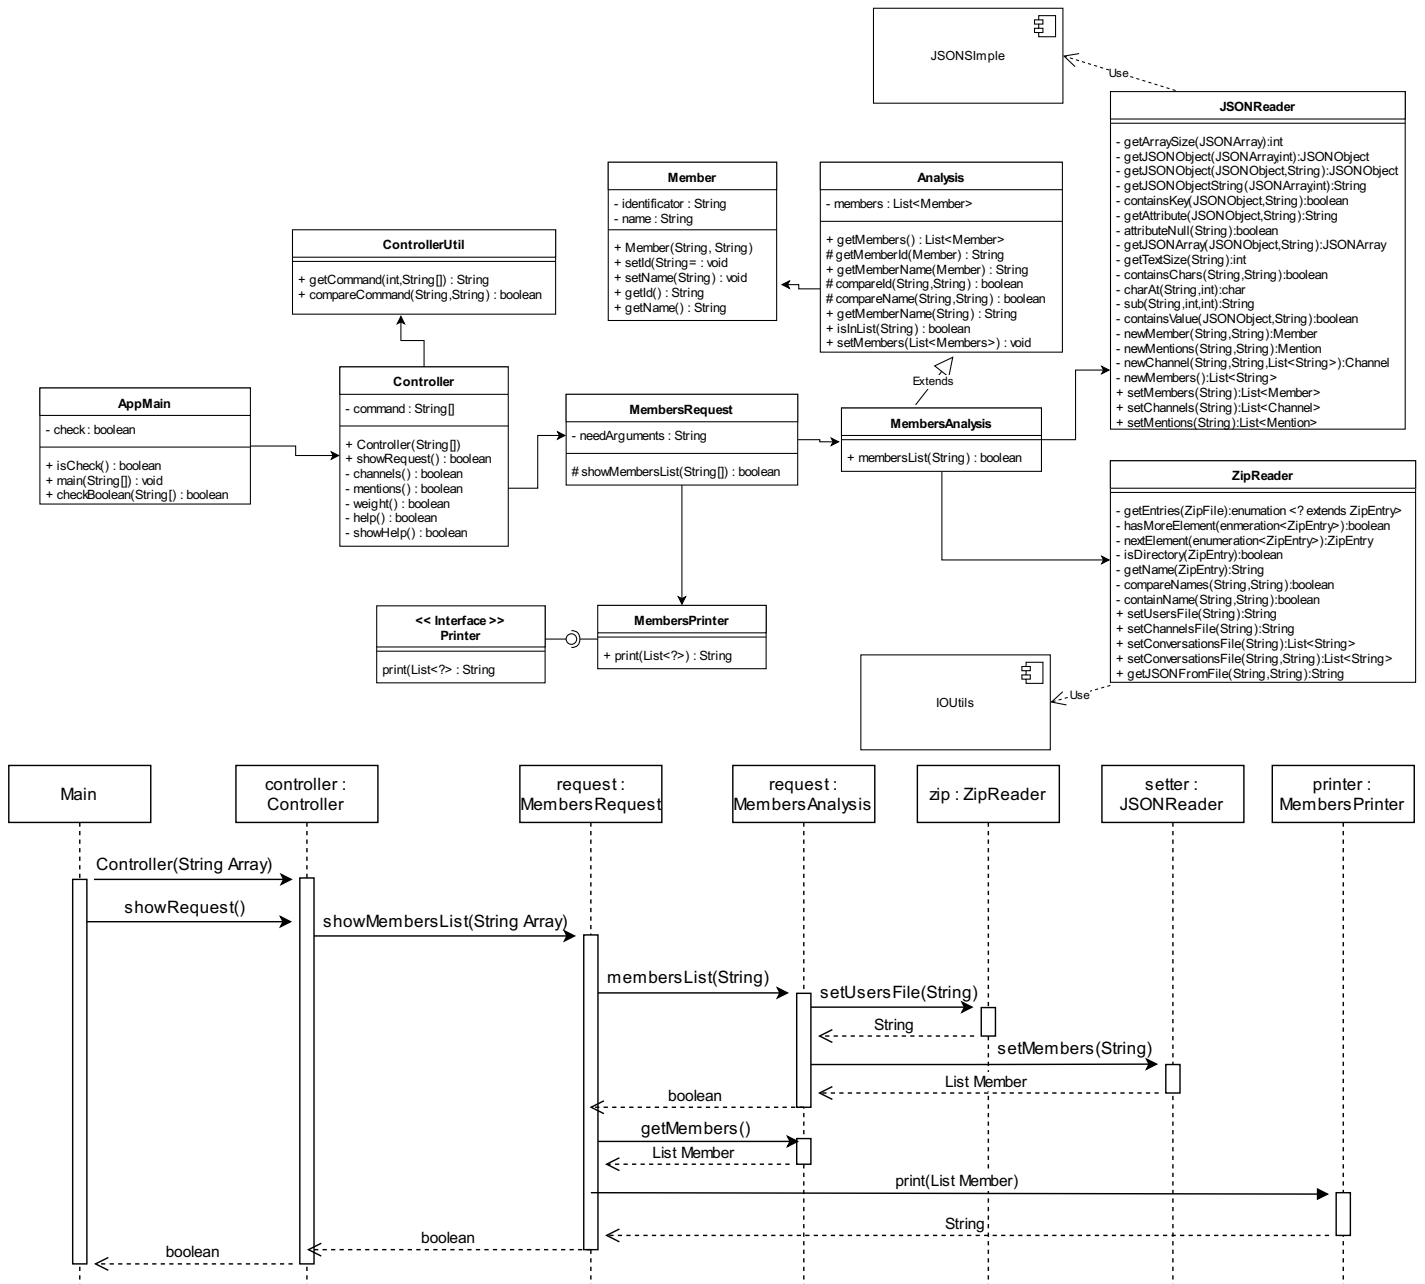 JSONSImple
Use
JSONReader
- getArraySize(JSONArray):int
- getJSONObject(JSONArray,int):JSONObject
- getJSONObject(JSONObject,String):JSONObject
- getJSONObjectString(JSONArray,int):String
- containsKey(JSONObject,String):boolean
- getAttribute(JSONObject,String):String
- attributeNull(String):boolean
- getJSONArray(JSONObject,String):JSONArray
- getTextSize(String):int
- containsChars(String,String):boolean
- charAt(String,int):char
- sub(String,int,int):String
- containsValue(JSONObject,String):boolean
- newMember(String,String):Member
- newMentions(String,String):Mention
- newChannel(String,String,List<String>):Channel
- newMembers():List<String>
+ setMembers(String):List<Member>
+ setChannels(String):List<Channel>
+ setMentions(String):List<Mention>
Member
- identificator : String
- name : String
+ Member(String, String)
+ setId(String= : void
+ setName(String) : void
+ getId() : String
+ getName() : String
Analysis
- members : List<Member>
+ getMembers() : List<Member>
# getMemberId(Member) : String
+ getMemberName(Member) : String
# compareId(String,String) : boolean
# compareName(String,String) : boolean
+ getMemberName(String) : String
+ isInList(String) : boolean
+ setMembers(List<Members>) : void
ControllerUtil
+ getCommand(int,String[]) : String
+ compareCommand(String,String) : boolean
Extends
AppMain
- check : boolean
+ isCheck() : boolean
+ main(String[]) : void
+ checkBoolean(String[) : boolean
Controller
- command : String[]
+ Controller(String[])
+ showRequest() : boolean
- channels() : boolean
- mentions() : boolean
- weight() : boolean
- help() : boolean
- showHelp() : boolean
MembersRequest
- needArguments : String
# showMembersList(String[]) : boolean
MembersAnalysis
+ membersList(String) : boolean
ZipReader
- getEntries(ZipFile):enumation <? extends ZipEntry>
- hasMoreElement(enmeration<ZipEntry>):boolean
- nextElement(enumeration<ZipEntry>):ZipEntry
- isDirectory(ZipEntry):boolean
- getName(ZipEntry):String
- compareNames(String,String):boolean
- containName(String,String):boolean
+ setUsersFile(String):String
+ setChannelsFile(String):String
+ setConversationsFile(String):List<String>
+ setConversationsFile(String,String):List<String>
+ getJSONFromFile(String,String):String
<< Interface >>
Printer
print(List<?> : String
MembersPrinter
+ print(List<?>) : String
IOUtils
Use
Main
controller :
Controller
request :
MembersRequest
request :
MembersAnalysis
zip : ZipReader
setter :
JSONReader
printer :
MembersPrinter
Controller(String Array)
showRequest()
showMembersList(String Array)
membersList(String)
setUsersFile(String)
String
setMembers(String)
List Member
boolean
getMembers()
List Member
print(List Member)
String
boolean
boolean